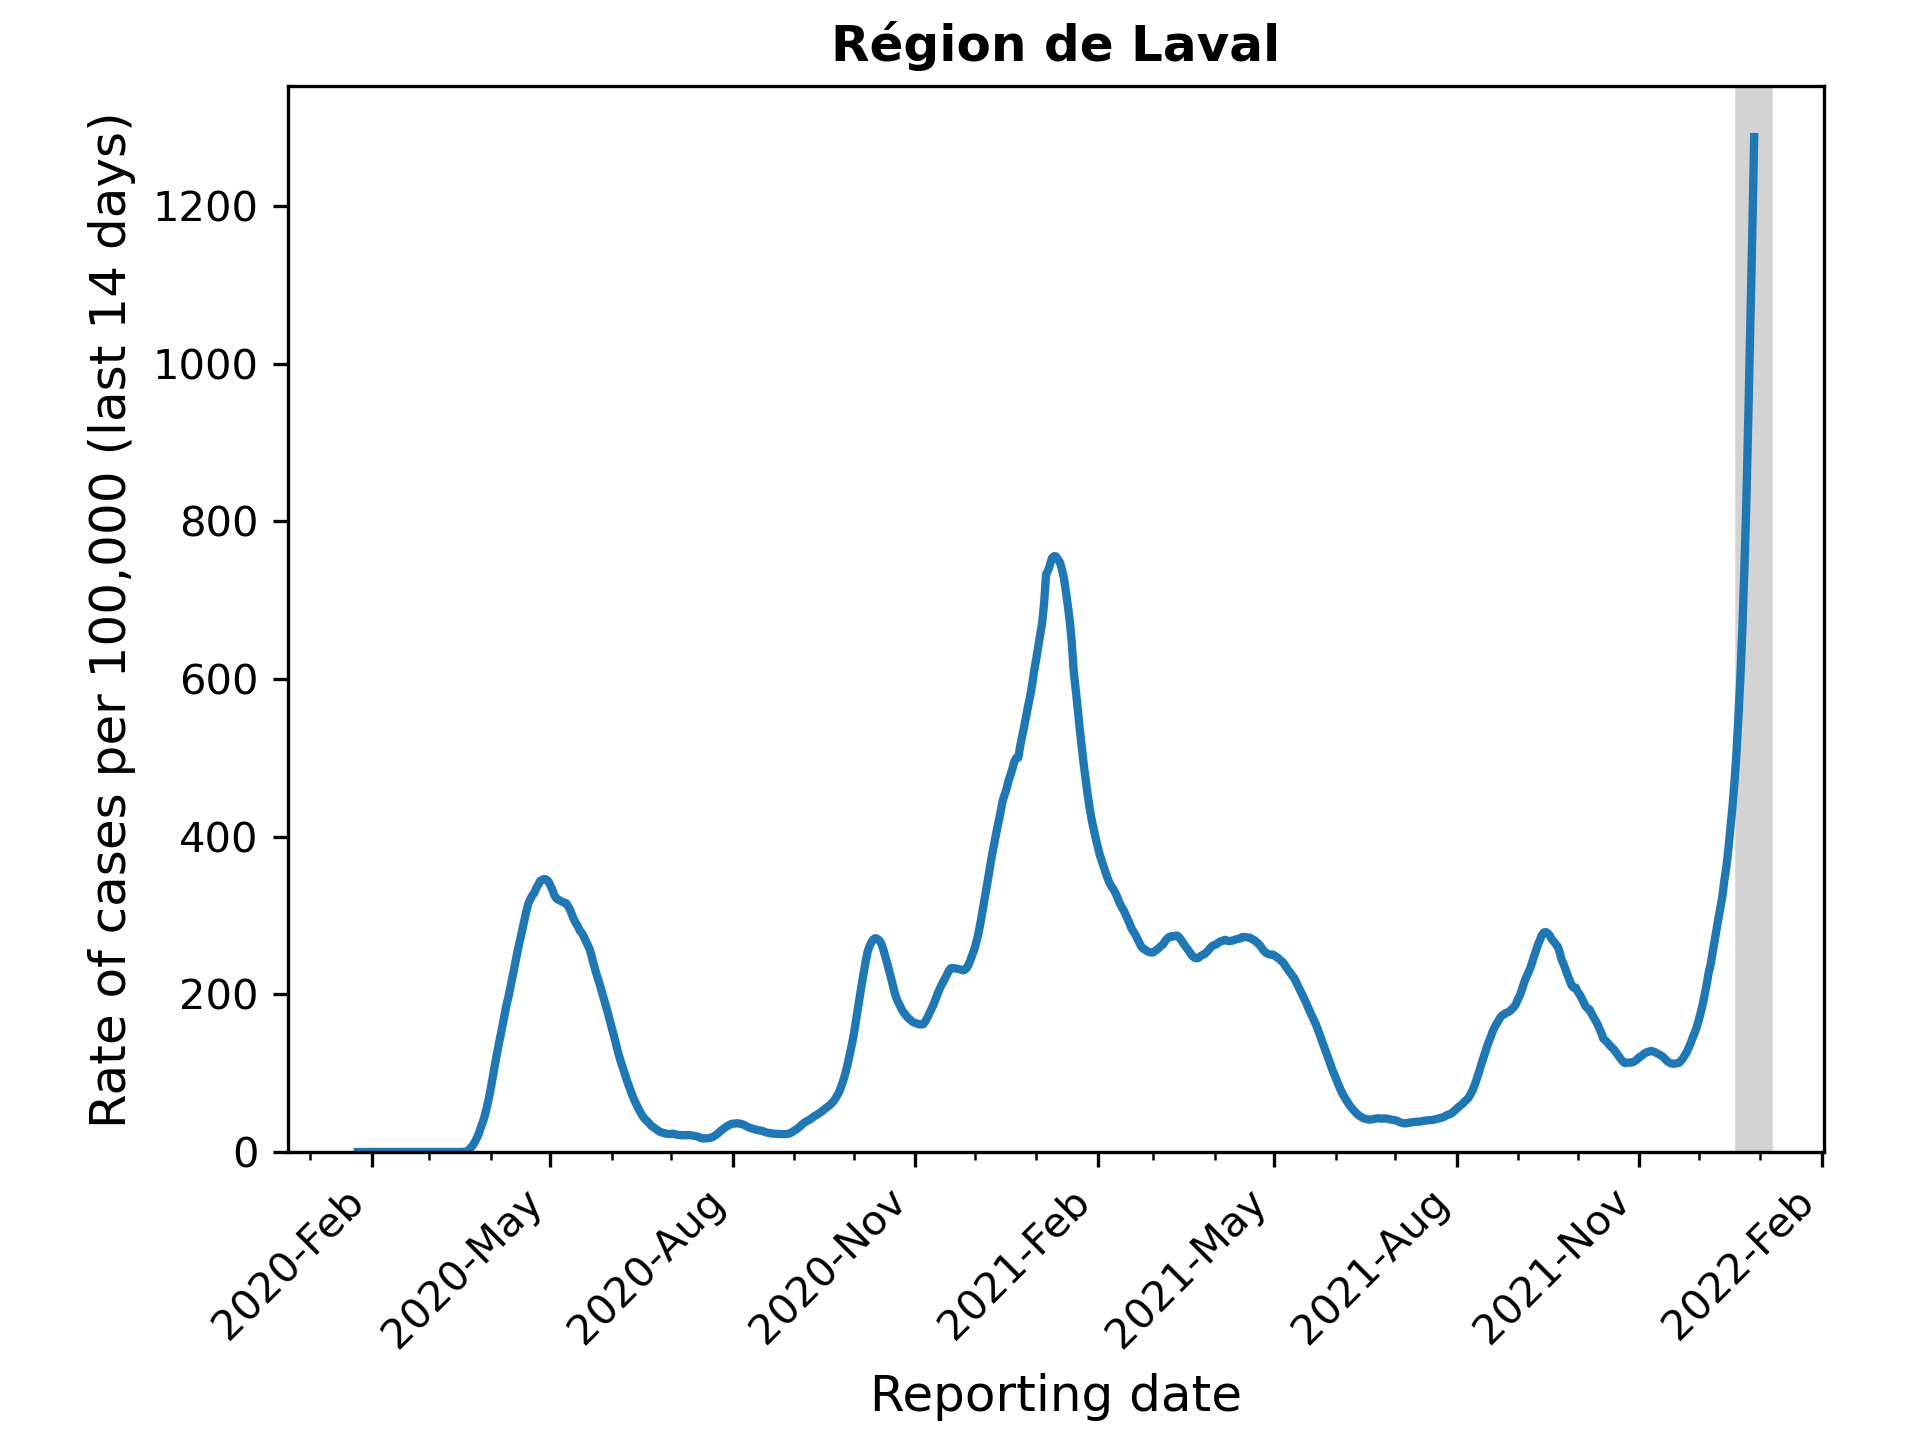 Région de Laval
Rate of cases per 100,000 (last 14 days)
1200
1000
800
600
400
200
0
2020-Feb
2020-May
2020-Aug
2020-Nov
2021-Feb
2021-May
2021-Aug
2021-Nov
2022-Feb
Reporting date